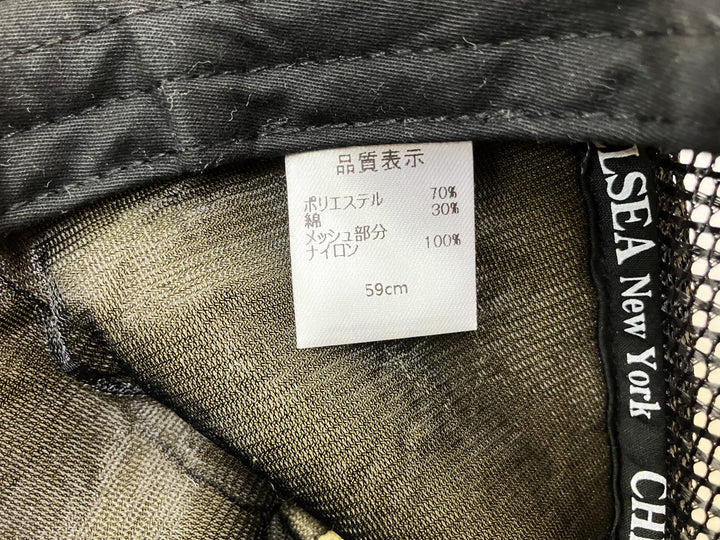 品質表示
ポリエステル 70%
綿 30%
メッシュ部分
ナイロン 100%
59cm
LSEA New York
CH